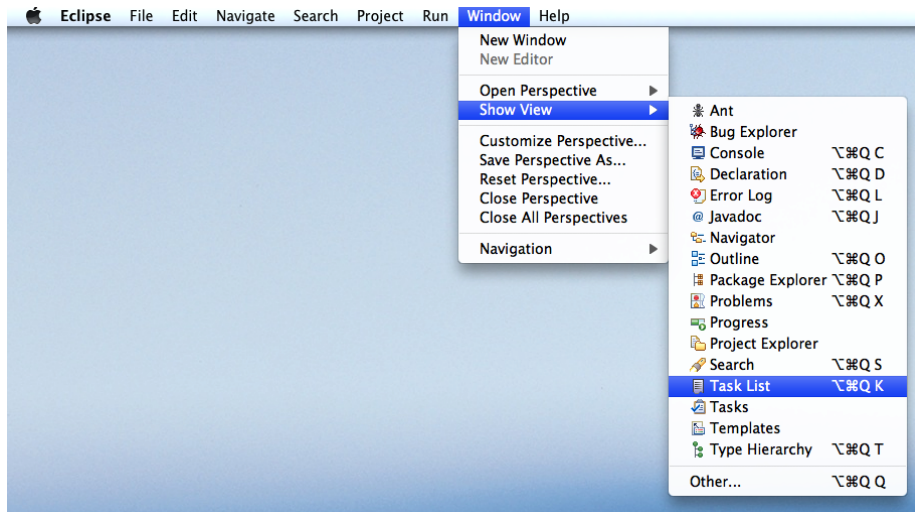 Eclipse File Edit Navigate Search Project Run Window Help
New Window
New Editor
Open Perspective
Show View
Customize Perspective...
Save Perspective As...
Reset Perspective...
Close Perspective
Close All Perspectives
Navigation
Ant
Bug Explorer
Console ⌥⌘Q C
Declaration ⌥⌘Q D
Error Log ⌥⌘Q L
Javadoc ⌥⌘Q J
Navigator
Outline ⌥⌘Q O
Package Explorer ⌥⌘Q P
Problems ⌥⌘Q X
Progress
Project Explorer
Search ⌥⌘Q S
Task List ⌥⌘Q K
Tasks
Templates
Type Hierarchy ⌥⌘Q T
Other... ⌥⌘Q Q